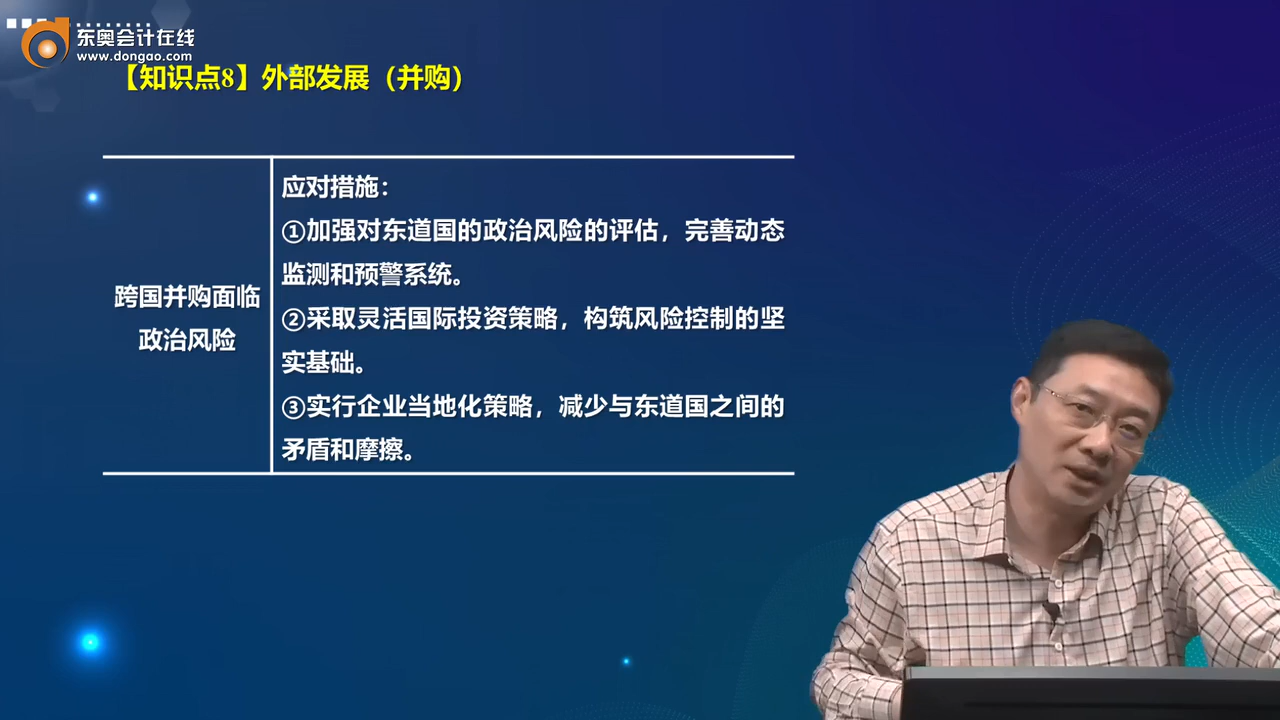 东奥会计在线
www.dongao.com
【知识点8】外部发展（并购）
跨国并购面临
政治风险
应对措施：
①加强对东道国的政治风险的评估，完善动态
监测和预警系统。
②采取灵活国际投资策略，构筑风险控制的坚
实基础。
③实行企业当地化策略，减少与东道国之间的
矛盾和摩擦。